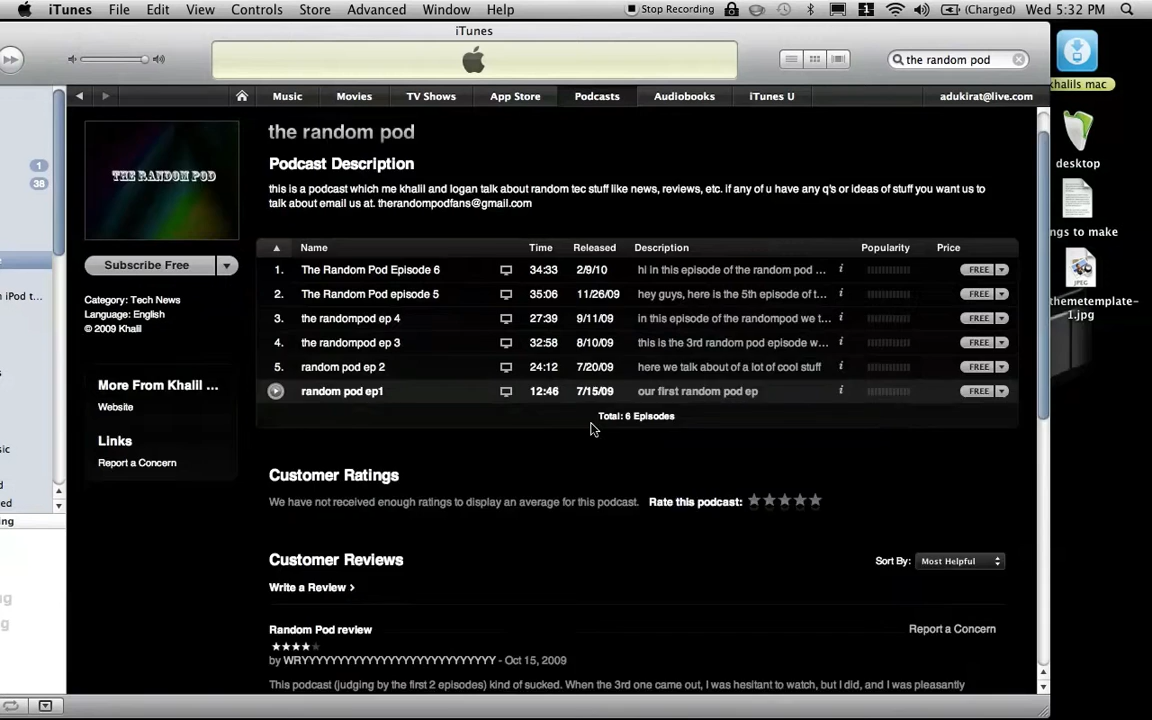 iTunes File Edit View Controls Store Advanced Window Help Stop Recording 1 (Charged) Wed 5:32 PM
iTunes
the random pod
khalils mac
Music Movies TV Shows App Store Podcasts Audiobooks iTunes U adukirat@live.com
the random pod
desktop
Podcast Description
1
THE RANDOM POD
38
this is a podcast which me khalil and logan talk about random tec stuff like news, reviews, etc. if any of u have any q's or ideas of stuff you want us to
talk about email us at. therandompodfans@gmail.com
ngs to make
Name Time Released Description Popularity Price
Subscribe Free
1. The Random Pod Episode 6 34:33 2/9/10 hi in this episode of the random pod ... i FREE
2. The Random Pod episode 5 35:06 11/26/09 hey guys, here is the 5th episode of t... i FREE
3. the randompod ep 4 27:39 9/11/09 in this episode of the randompod we t... i FREE
4. the randompod ep 3 32:58 8/10/09 this is the 3rd random pod episode w... i FREE
5. random pod ep 2 24:12 7/20/09 here we talk about of a lot of cool stuff i FREE
random pod ep1 12:46 7/15/09 our first random pod ep i FREE
Total: 6 Episodes
n iPod t...
Category: Tech News
Language: English
© 2009 Khalil
JPEG
themetemplate-
1.jpg
More From Khalil ...
Website
Links
Report a Concern
sic
d
ed
ing
g
g
Customer Ratings
We have not received enough ratings to display an average for this podcast. Rate this podcast:
Customer Reviews
Sort By: Most Helpful
Write a Review >
Random Pod review
Report a Concern
by WRYYYYYYYYYYYYYYYYYYYYYYYYYY - Oct 15, 2009
This podcast (judging by the first 2 episodes) kind of sucked. When the 3rd one came out, I was hesitant to watch, but I did, and I was pleasantly